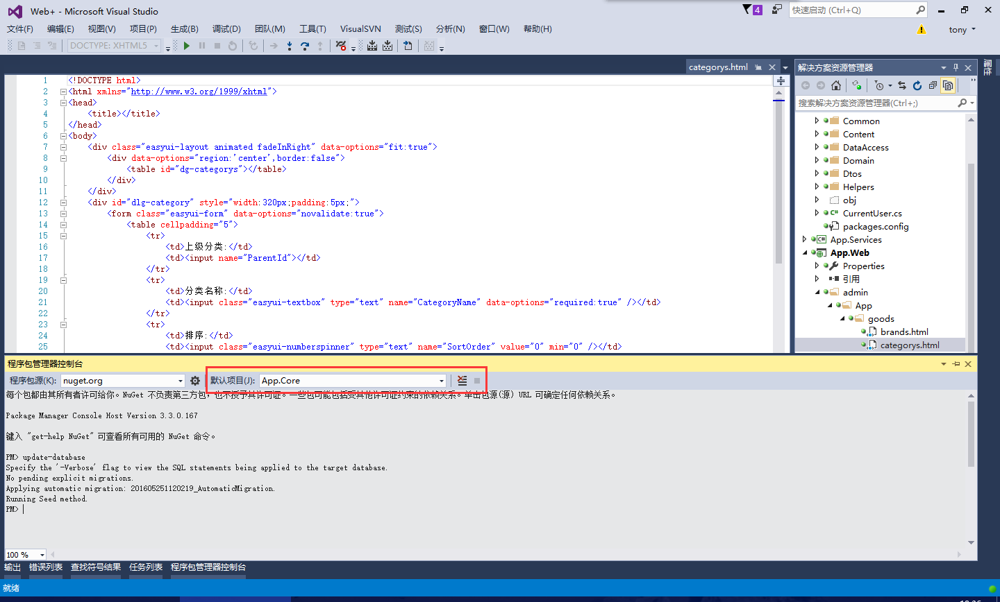 Web+ - Microsoft Visual Studio
4
快速启动 (Ctrl+Q)
文件(F) 编辑(E) 视图(V) 项目(P) 生成(B) 调试(D) 团队(M) 工具(T) VisualSVN 测试(S) 分析(N) 窗口(W) 帮助(H)
tony
DOCTYPE: XHTML5
categorys.html
1 <!DOCTYPE html>
2 <html xmlns="http://www.w3.org/1999/xhtml">
3 <head>
4 <title></title>
5 </head>
6 <body>
7 <div class="easyui-layout animated fadeInRight" data-options="fit:true">
8 <div data-options="region:'center',border:false">
9 <table id="dg-categorys"></table>
10 </div>
11 </div>
12 <div id="dlg-category" style="width:320px;padding:5px;">
13 <form class="easyui-form" data-options="novalidate:true">
14 <table cellpadding="5">
15 <tr>
16 <td>上级分类:</td>
17 <td><input name="ParentId"></td>
18 </tr>
19 <tr>
20 <td>分类名称:</td>
21 <td><input class="easyui-textbox" type="text" name="CategoryName" data-options="required:true" /></td>
22 </tr>
23 <tr>
24 <td>排序:</td>
25 <td><input class="easyui-numberspinner" type="text" name="SortOrder" value="0" min="0" /></td>
解决方案资源管理器
属性
搜索解决方案资源管理器(Ctrl+;)
Common
Content
DataAccess
Domain
Dtos
Helpers
obj
C# CurrentUser.cs
packages.config
C# App.Services
App.Web
Properties
引用
admin
App
goods
brands.html
categorys.html
程序包管理器控制台
程序包源(K): nuget.org 默认项目(J): App.Core
每个包都由其所有者许可给你。NuGet 不负责第三方包，也不授予其许可证。一些包可能包括受其他许可证约束的依赖关系。单击包源(源) URL 可确定任何依赖关系。
Package Manager Console Host Version 3.3.0.167
键入 "get-help NuGet" 可查看所有可用的 NuGet 命令。
PM> update-database
Specify the '-Verbose' flag to view the SQL statements being applied to the target database.
No pending explicit migrations.
Applying automatic migration: 201605251120219_AutomaticMigration.
Running Seed method.
PM>
100 %
输出 错误列表 查找符号结果 任务列表 程序包管理器控制台
就绪